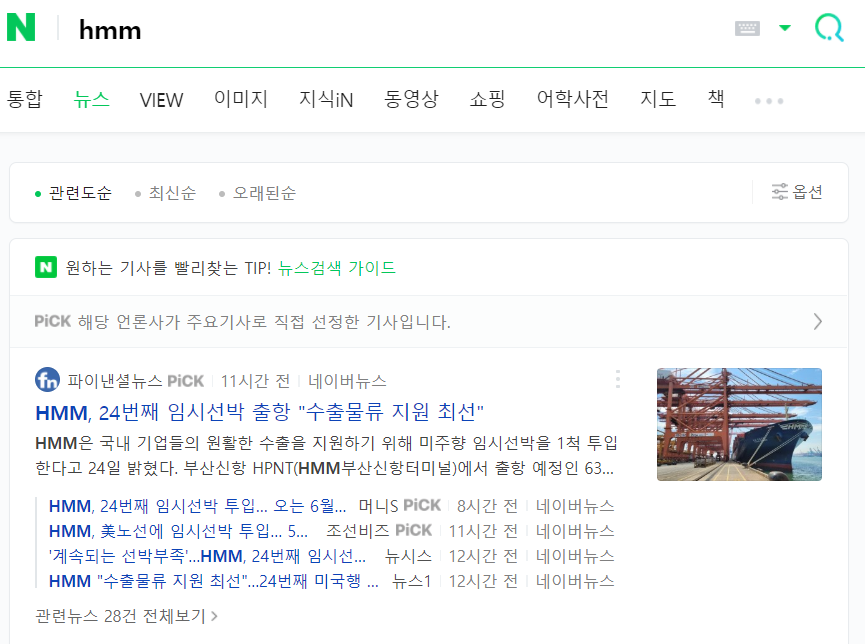 N hmm
통합 뉴스 VIEW 이미지 지식iN 동영상 쇼핑 어학사전 지도 책
관련도순 최신순 오래된순 옵션
N 원하는 기사를 빨리찾는 TIP! 뉴스검색 가이드
PiCK 해당 언론사가 주요기사로 직접 선정한 기사입니다.
fn 파이낸셜뉴스 PiCK 11시간 전 네이버뉴스
HMM, 24번째 임시선박 출항 "수출물류 지원 최선"
HMM은 국내 기업들의 원활한 수출을 지원하기 위해 미주향 임시선박을 1척 투입
한다고 24일 밝혔다. 부산신항 HPNT(HMM부산신항터미널)에서 출항 예정인 63...
HMM
HMM, 24번째 임시선박 투입... 오는 6월... 머니S PiCK 8시간 전 네이버뉴스
HMM, 美노선에 임시선박 투입... 5... 조선비즈 PiCK 11시간 전 네이버뉴스
'계속되는 선박부족'...HMM, 24번째 임시선... 뉴시스 12시간 전 네이버뉴스
HMM "수출물류 지원 최선"...24번째 미국행 ... 뉴스1 12시간 전 네이버뉴스
관련뉴스 28건 전체보기